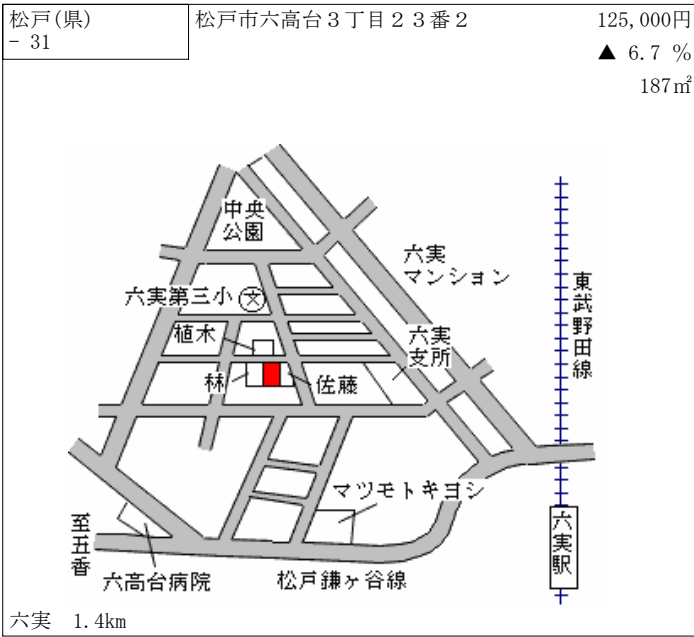 松戸(県)
- 31
松戸市六高台3丁目23番2
125,000円
▲ 6.7 %
187㎡
中央
公園
六実
マンション
六実第三小
文
東武野田線
植木
六実
支所
林
佐藤
マツモトキヨシ
至五香
六高台病院
松戸鎌ヶ谷線
六実駅
六実 1.4km